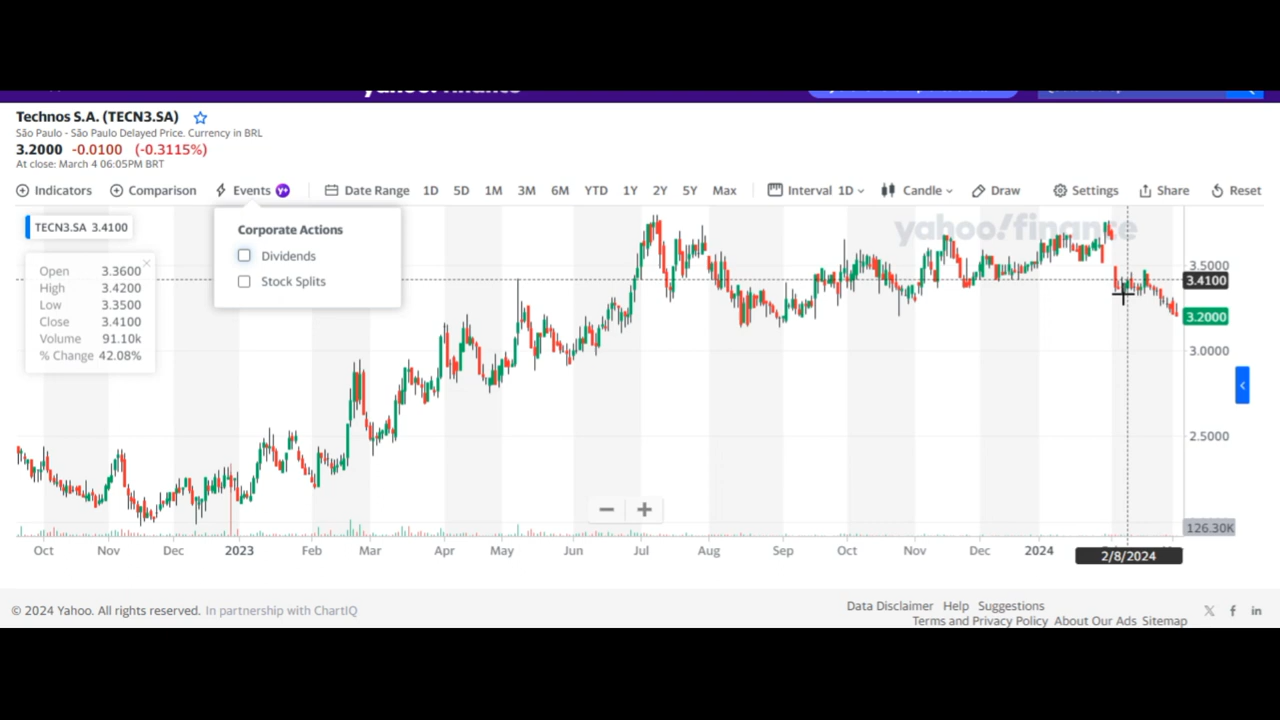 Technos S.A. (TECN3.SA)
São Paulo - São Paulo Delayed Price. Currency in BRL
3.2000 -0.0100 (-0.3115%)
At close: March 4 06:05PM BRT
Indicators Comparison Events Y+ Date Range 1D 5D 1M 3M 6M YTD 1Y 2Y 5Y Max Interval 1D Candle Draw Settings Share Reset
TECN3.SA 3.4100
Corporate Actions
Dividends
Stock Splits
yahoo!finance
Open 3.3600
High 3.4200
Low 3.3500
Close 3.4100
Volume 91.10k
% Change 42.08%
3.5000
3.4100
3.2000
3.0000
2.5000
126.30K
Oct Nov Dec 2023 Feb Mar Apr May Jun Jul Aug Sep Oct Nov Dec 2024 2/8/2024
© 2024 Yahoo. All rights reserved. In partnership with ChartIQ
Data Disclaimer Help Suggestions
Terms and Privacy Policy About Our Ads Sitemap